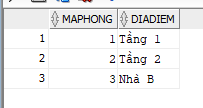 MAPHONG DIADIEM
1 1 Tầng 1
2 2 Tầng 2
3 3 Nhà B